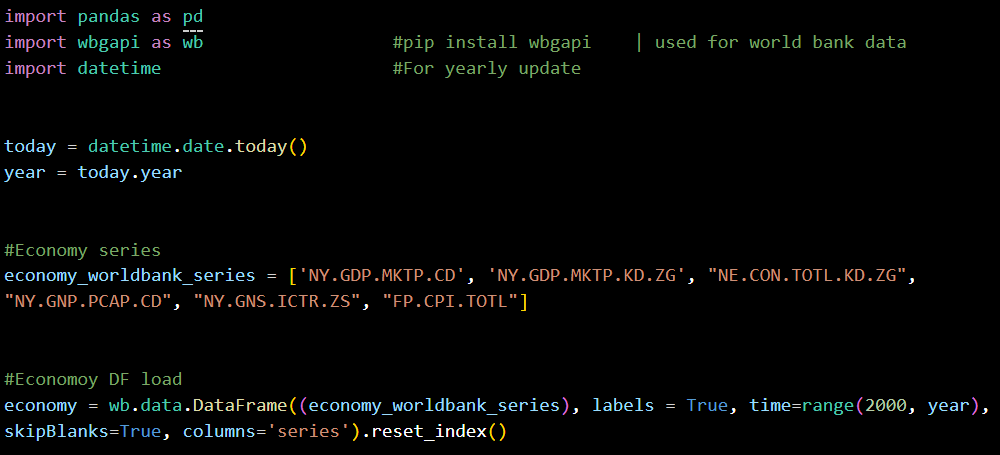 import pandas as pd
import wbgapi as wb                  #pip install wbgapi    | used for world bank data
import datetime                      #For yearly update
today = datetime.date.today()
year = today.year
#Economy series
economy_worldbank_series = ['NY.GDP.MKTP.CD', 'NY.GDP.MKTP.KD.ZG', "NE.CON.TOTL.KD.ZG",
"NY.GNP.PCAP.CD", "NY.GNS.ICTR.ZS", "FP.CPI.TOTL"]
#Economoy DF load
economy = wb.data.DataFrame((economy_worldbank_series), labels = True, time=range(2000, year),
skipBlanks=True, columns='series').reset_index()